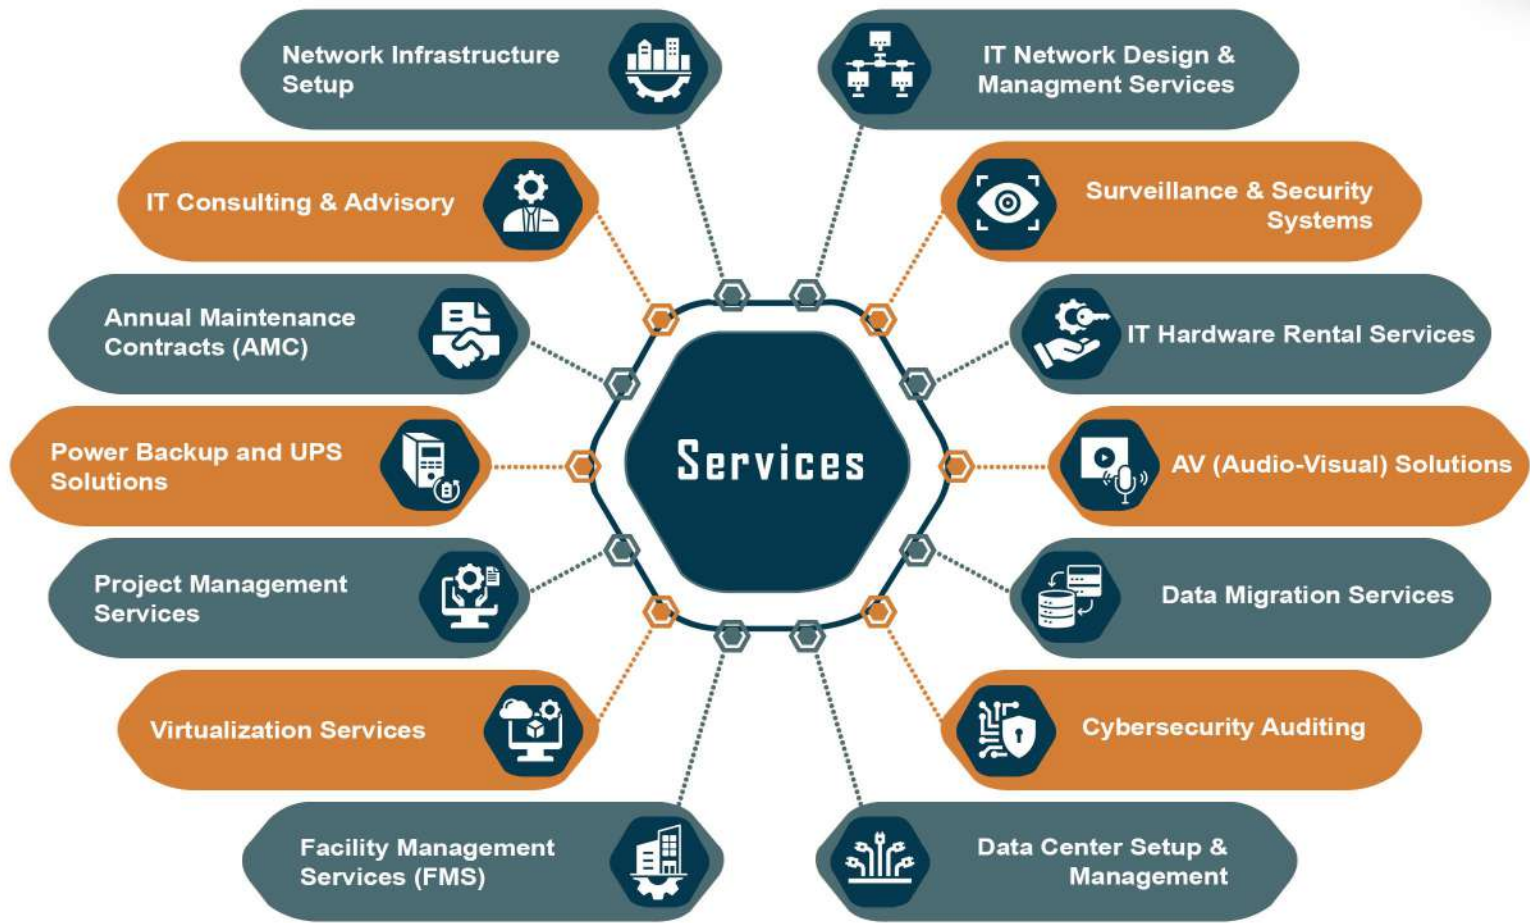 Network Infrastructure
Setup
IT Network Design &
Managment Services
IT Consulting & Advisory
Surveillance & Security
Systems
Annual Maintenance
Contracts (AMC)
IT Hardware Rental Services
Power Backup and UPS
Solutions
Services
AV (Audio-Visual) Solutions
Project Management
Services
Data Migration Services
Virtualization Services
Cybersecurity Auditing
Facility Management
Services (FMS)
Data Center Setup &
Management